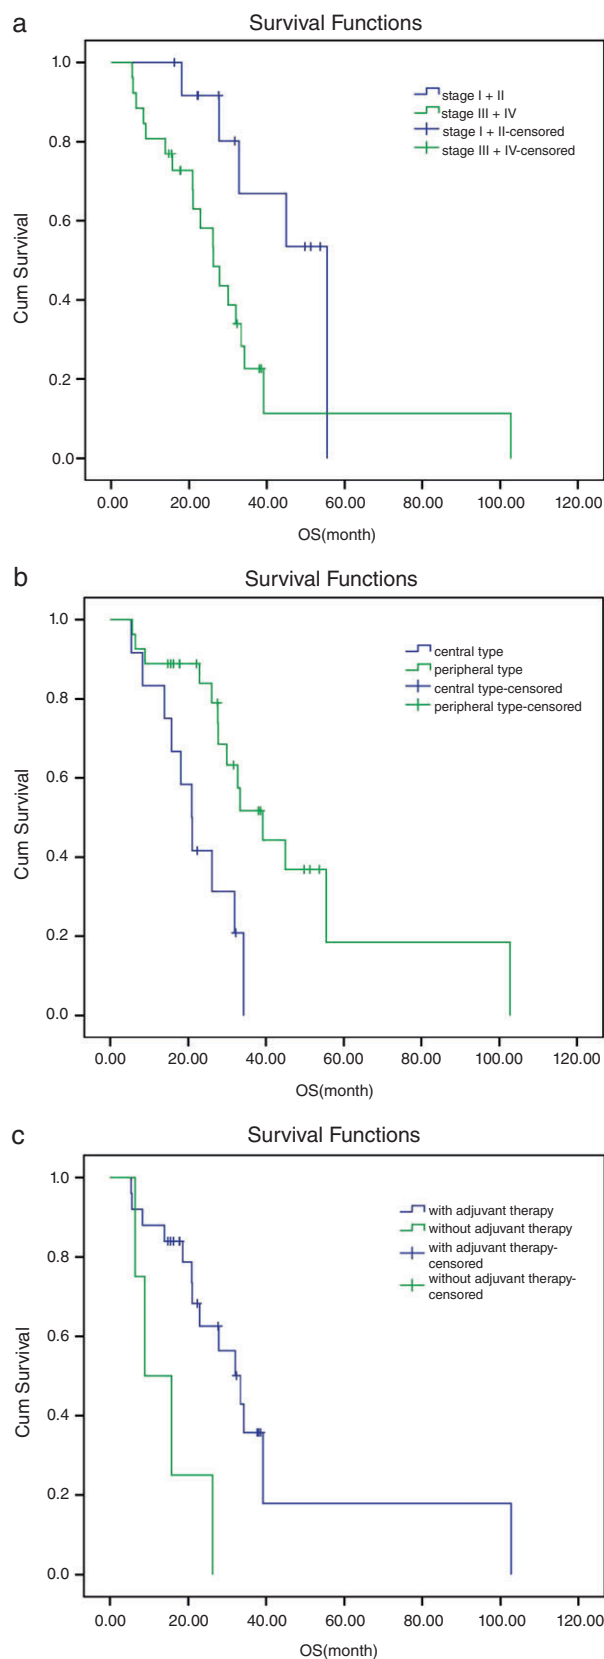 a
Survival Functions
1.0
0.8
0.6
0.4
0.2
0.0
Cum Survival
stage I + II
stage III + IV
stage I + II-censored
stage III + IV-censored
0.00 20.00 40.00 60.00 80.00 100.00 120.00
OS(month)
b
Survival Functions
1.0
0.8
0.6
0.4
0.2
0.0
Cum Survival
central type
peripheral type
central type-censored
peripheral type-censored
0.00 20.00 40.00 60.00 80.00 100.00 120.00
OS(month)
c
Survival Functions
1.0
0.8
0.6
0.4
0.2
0.0
Cum Survival
with adjuvant therapy
without adjuvant therapy
with adjuvant therapy-
censored
without adjuvant therapy-
censored
0.00 20.00 40.00 60.00 80.00 100.00 120.00
OS(month)